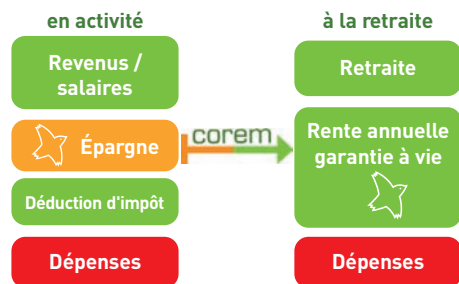 en activité
Revenus /
salaires
Épargne
Déduction d'impôt
Dépenses
corem
à la retraite
Retraite
Rente annuelle
garantie à vie
Dépenses